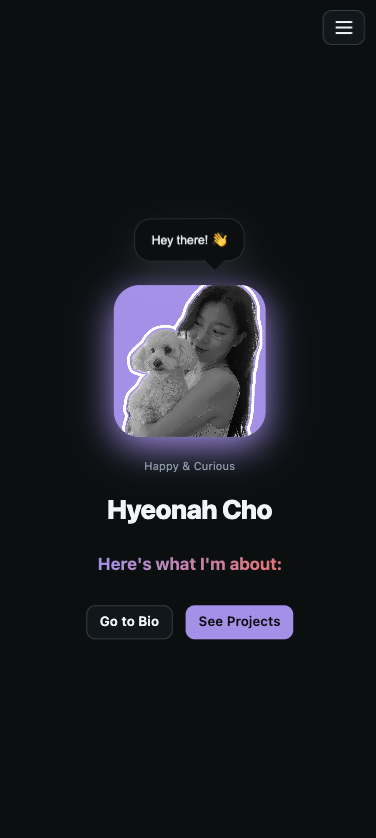 Hey there! 👋
Happy & Curious
Hyeonah Cho
Here's what I'm about:
Go to Bio
See Projects